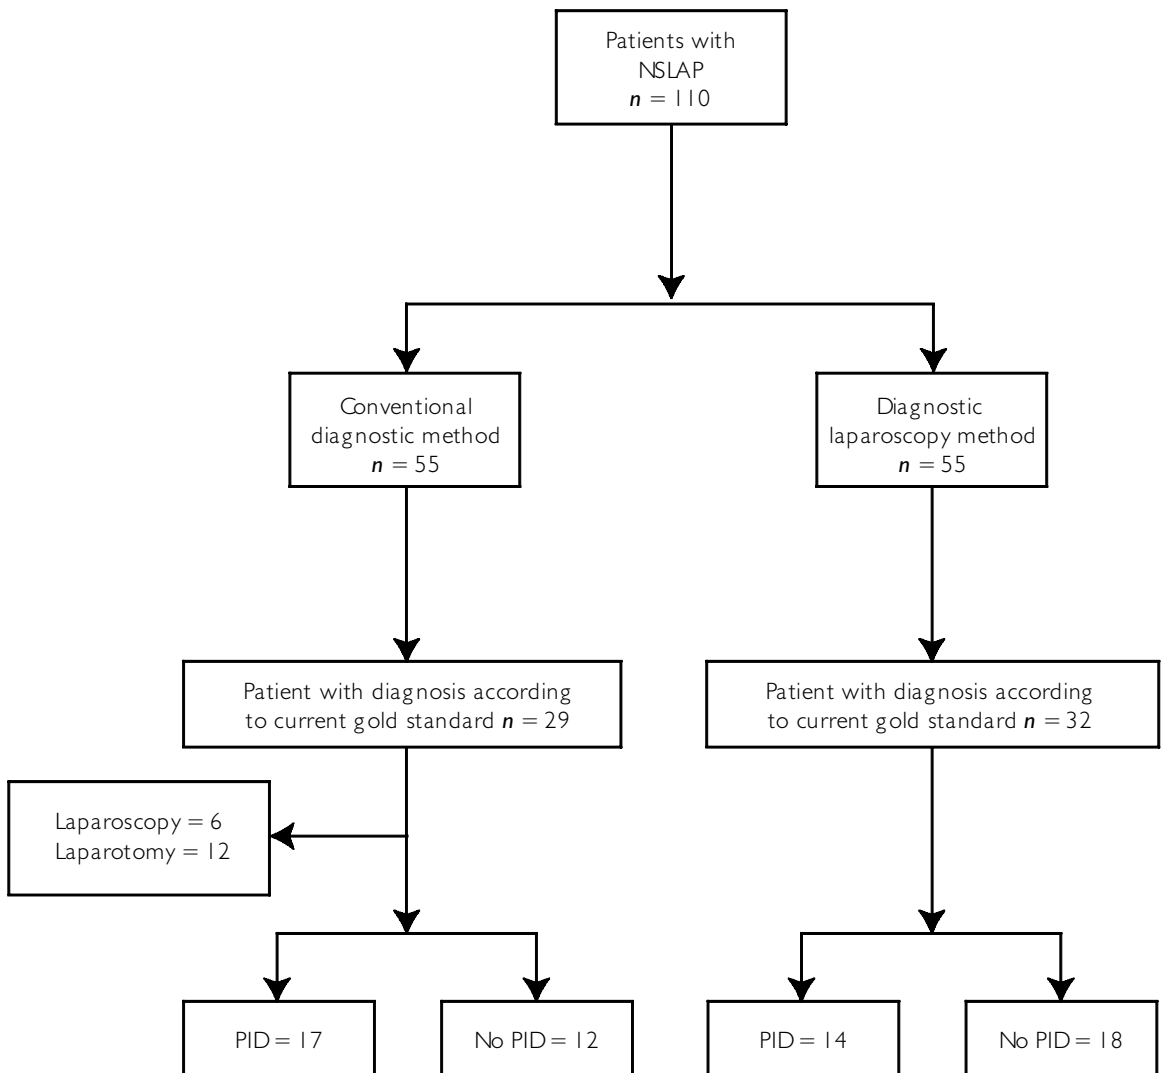 Patients with
NSLAP
n = 110
Conventional
diagnostic method
n = 55
Diagnostic
laparoscopy method
n = 55
Patient with diagnosis according
to current gold standard n = 29
Patient with diagnosis according
to current gold standard n = 32
Laparoscopy = 6
Laparotomy = 12
PID = 17
No PID = 12
PID = 14
No PID = 18